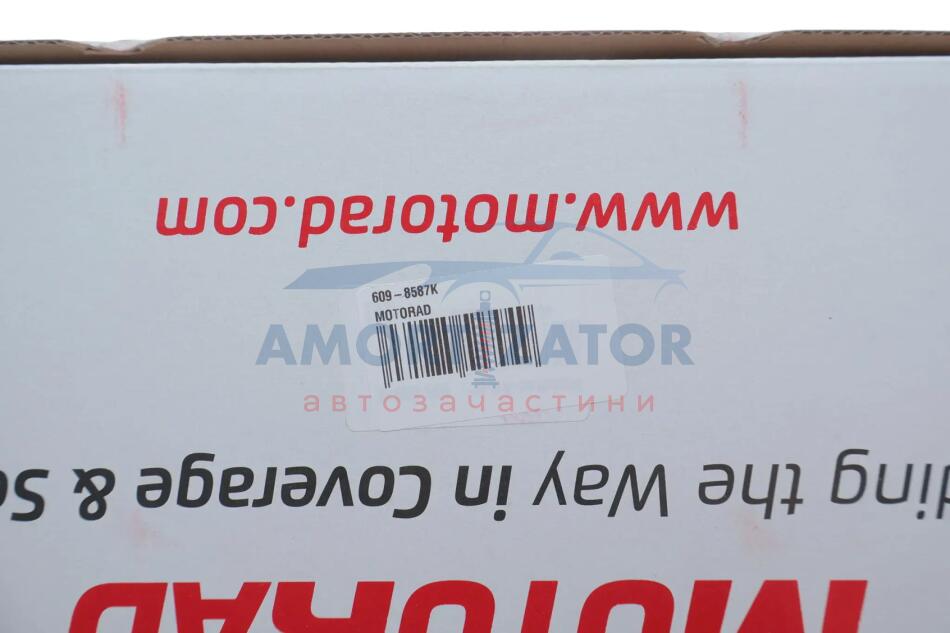 www.motorad.com
609-8587K
MOTORAD
AMORTIZATOR
автозачастини
ding the Way in Coverage & S
MOTORAD